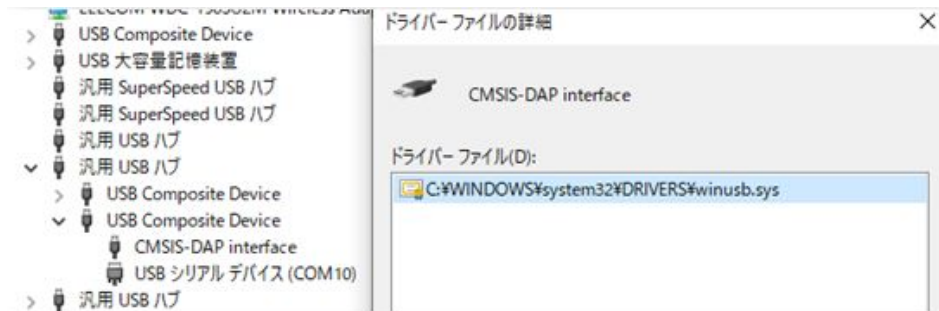 USB Composite Device
USB 大容量記憶装置
汎用 SuperSpeed USB ハブ
汎用 SuperSpeed USB ハブ
汎用 USB ハブ
汎用 USB ハブ
USB Composite Device
USB Composite Device
CMSIS-DAP interface
USB シリアル デバイス (COM10)
汎用 USB ハブ
ドライバー ファイルの詳細
CMSIS-DAP interface
ドライバー ファイル(D):
C:¥WINDOWS¥system32¥DRIVERS¥winusb.sys